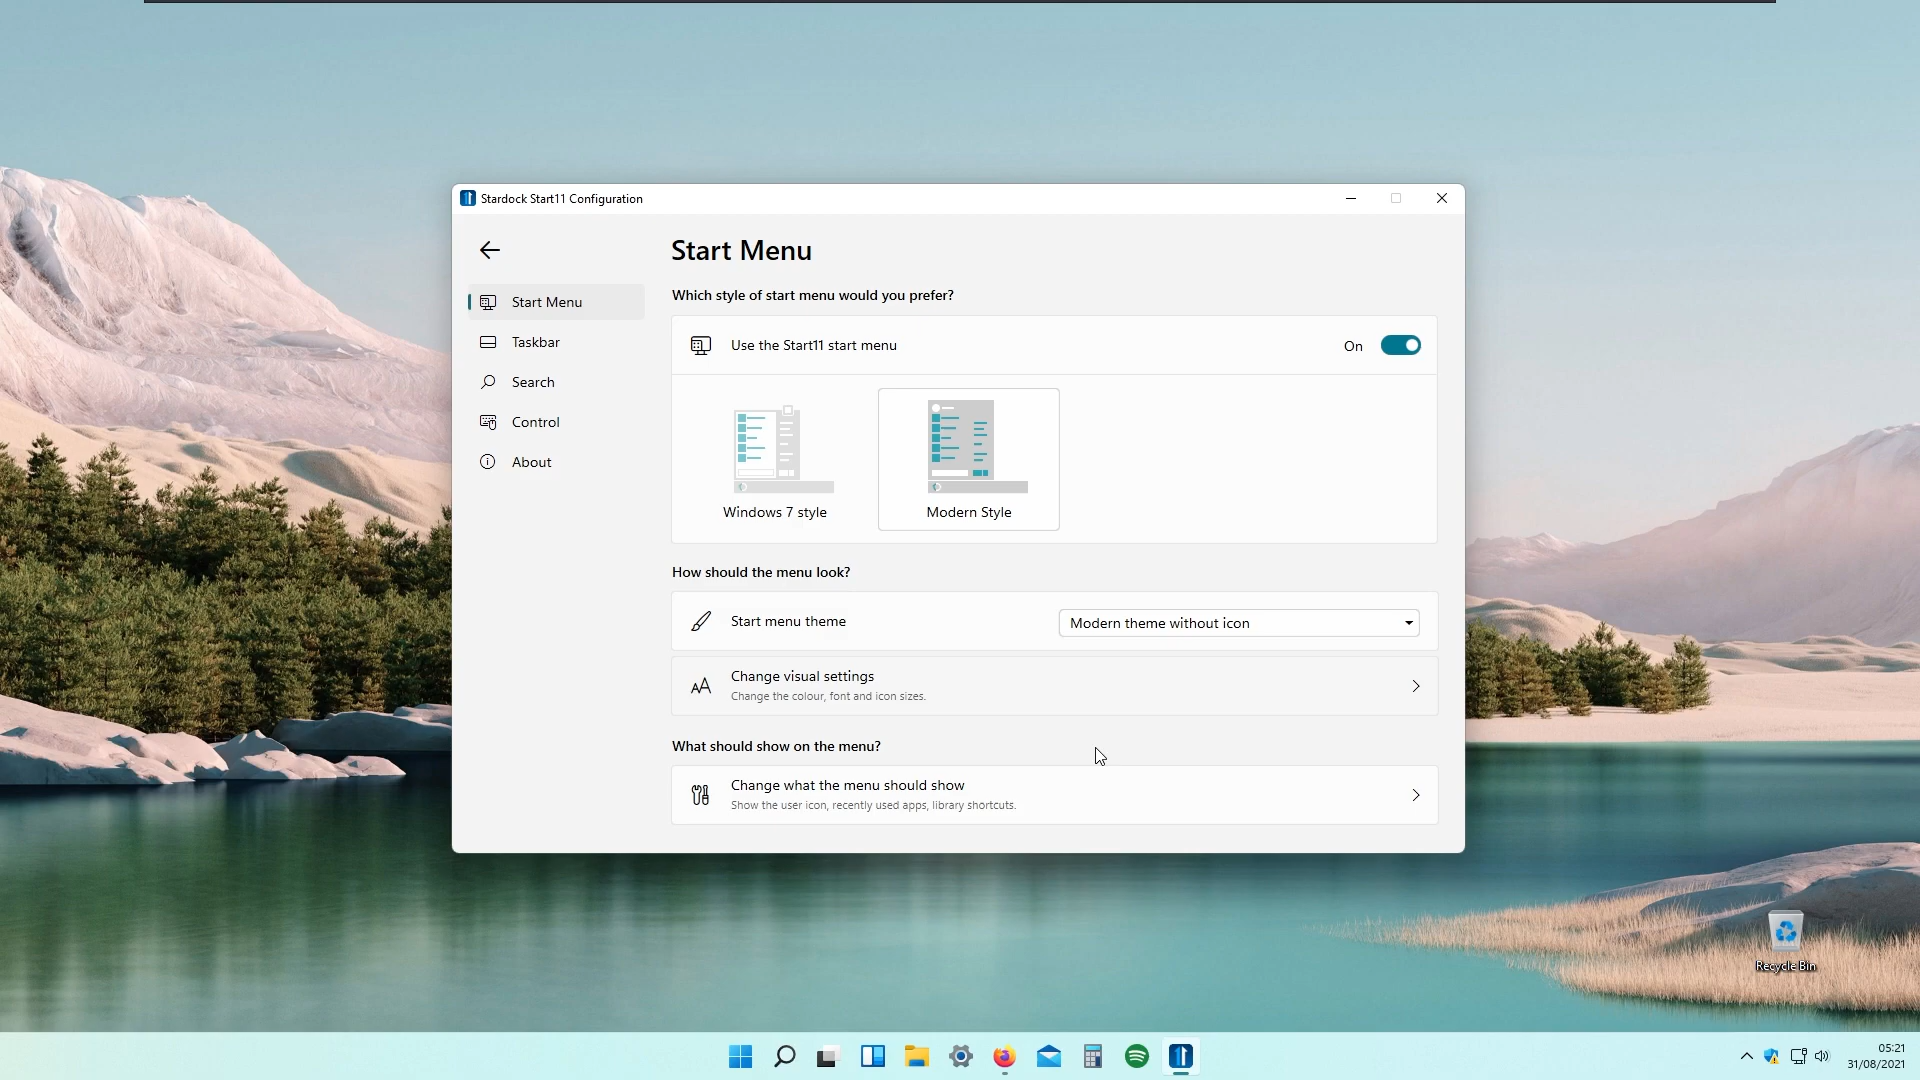 Stardock Start11 Configuration
Start Menu
Taskbar
Search
Control
About
Start Menu
Which style of start menu would you prefer?
Use the Start11 start menu
On
Windows 7 style
Modern Style
How should the menu look?
Start menu theme
Modern theme without icon
Change visual settings
Change the colour, font and icon sizes.
What should show on the menu?
Change what the menu should show
Show the user icon, recently used apps, library shortcuts.
Recycle Bin
05:21
31/08/2021